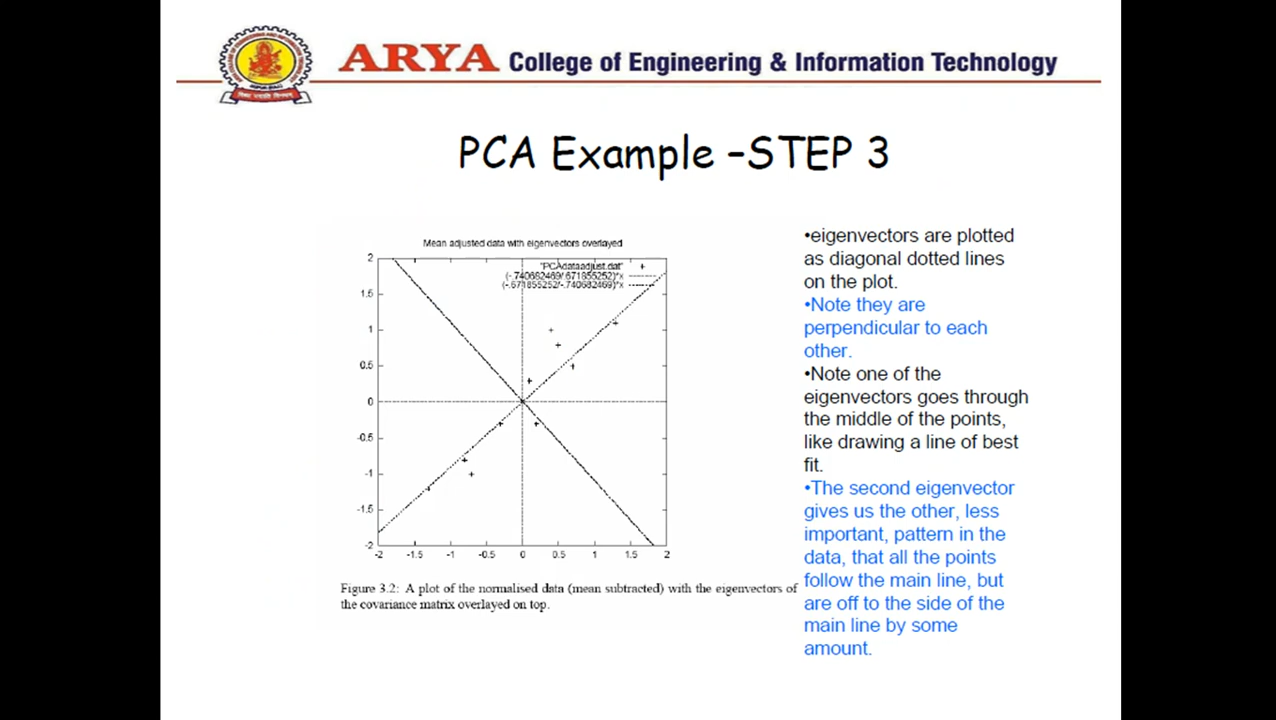 ARYA College of Engineering & Information Technology
PCA Example –STEP 3
Mean adjusted data with eigenvectors overlayed
"PCAdataadjust.dat"
(-.740682469/.671855252)*x
(-.671855252/-.740682469)*x
2
1.5
1
0.5
0
-0.5
-1
-1.5
-2
-2 -1.5 -1 -0.5 0 0.5 1 1.5 2
Figure 3.2: A plot of the normalised data (mean subtracted) with the eigenvectors of
the covariance matrix overlayed on top.
•eigenvectors are plotted
as diagonal dotted lines
on the plot.
•Note they are
perpendicular to each
other.
•Note one of the
eigenvectors goes through
the middle of the points,
like drawing a line of best
fit.
•The second eigenvector
gives us the other, less
important, pattern in the
data, that all the points
follow the main line, but
are off to the side of the
main line by some
amount.